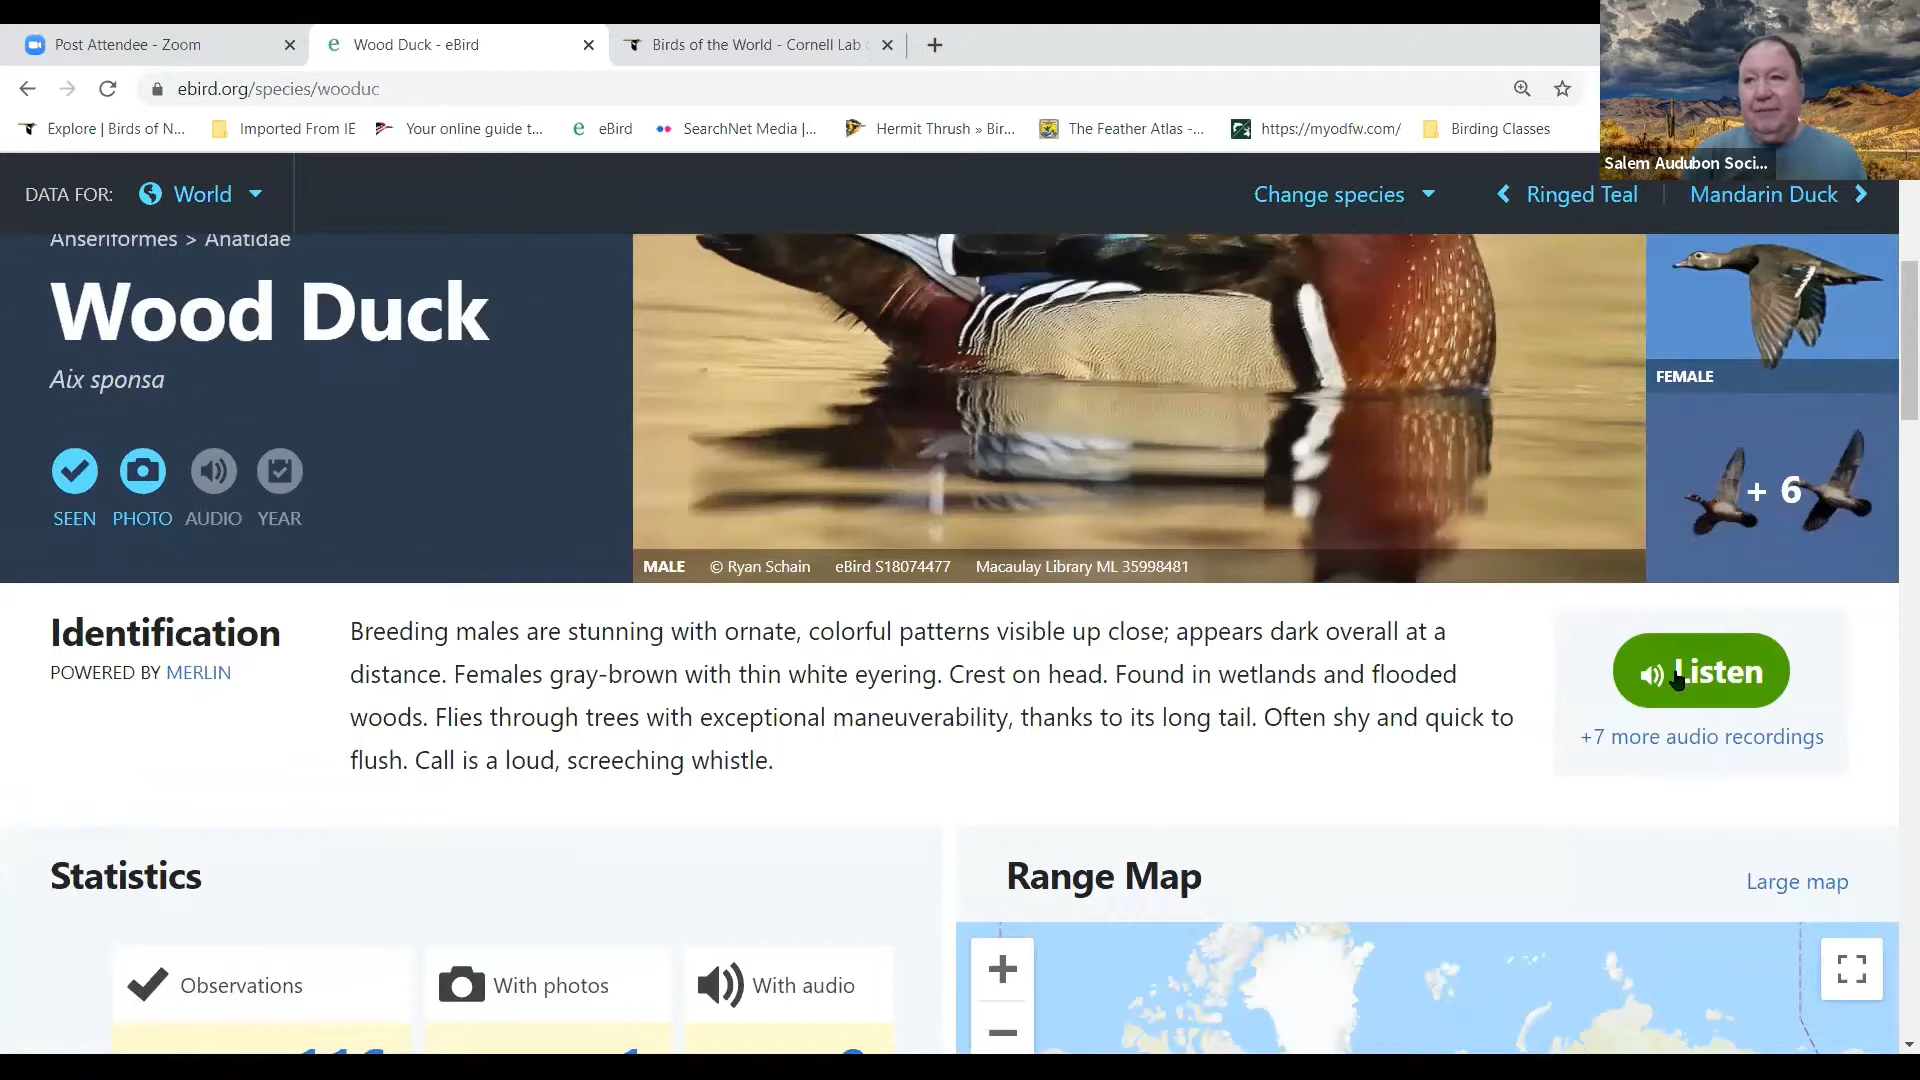 Post Attendee - Zoom
Wood Duck - eBird
Birds of the World - Cornell Lab
ebird.org/species/wooduc
Explore | Birds of N...
Imported From IE
Your online guide t...
eBird
SearchNet Media |...
Hermit Thrush » Bir...
The Feather Atlas -...
https://myodfw.com/
Birding Classes
Salem Audubon Soci...
DATA FOR: World
Change species
Ringed Teal
Mandarin Duck
Anseriformes > Anatidae
Wood Duck
Aix sponsa
SEEN PHOTO AUDIO YEAR
FEMALE
+ 6
MALE © Ryan Schain eBird S18074477 Macaulay Library ML 35998481
Identification
POWERED BY MERLIN
Breeding males are stunning with ornate, colorful patterns visible up close; appears dark overall at a
distance. Females gray-brown with thin white eyering. Crest on head. Found in wetlands and flooded
woods. Flies through trees with exceptional maneuverability, thanks to its long tail. Often shy and quick to
flush. Call is a loud, screeching whistle.
Listen
+7 more audio recordings
Statistics
Observations
With photos
With audio
Range Map
Large map